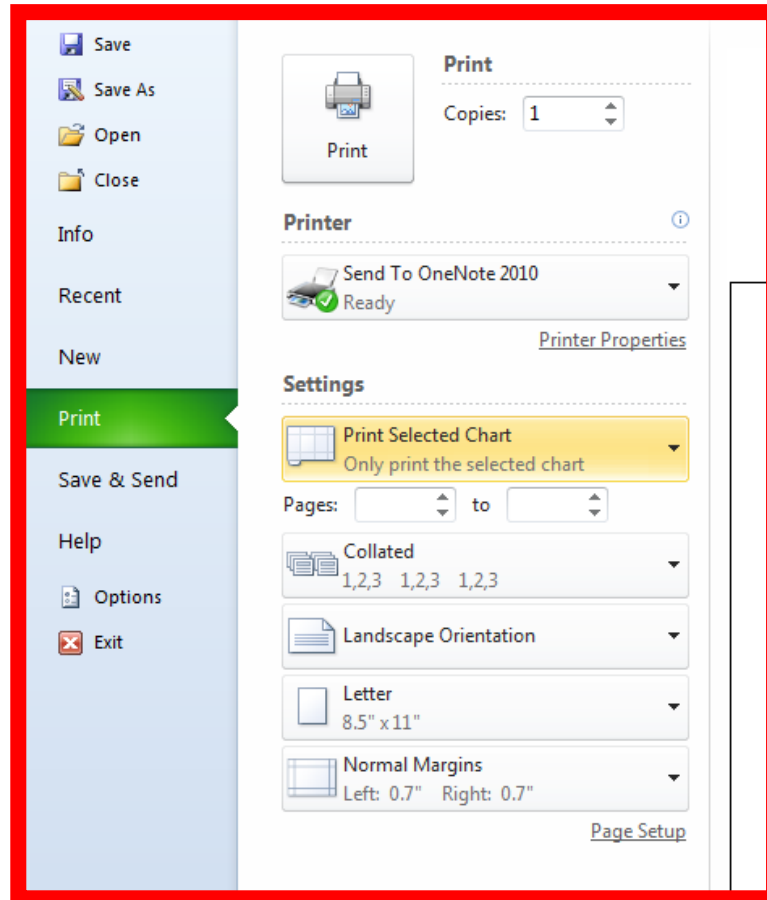 Save
Save As
Open
Close
Info
Recent
New
Print
Save & Send
Help
Options
Exit
Print
Print
Copies: 1
Printer
Send To OneNote 2010
Ready
Printer Properties
Settings
Print Selected Chart
Only print the selected chart
Pages: to
Collated
1,2,3 1,2,3 1,2,3
Landscape Orientation
Letter
8.5" x 11"
Normal Margins
Left: 0.7" Right: 0.7"
Page Setup